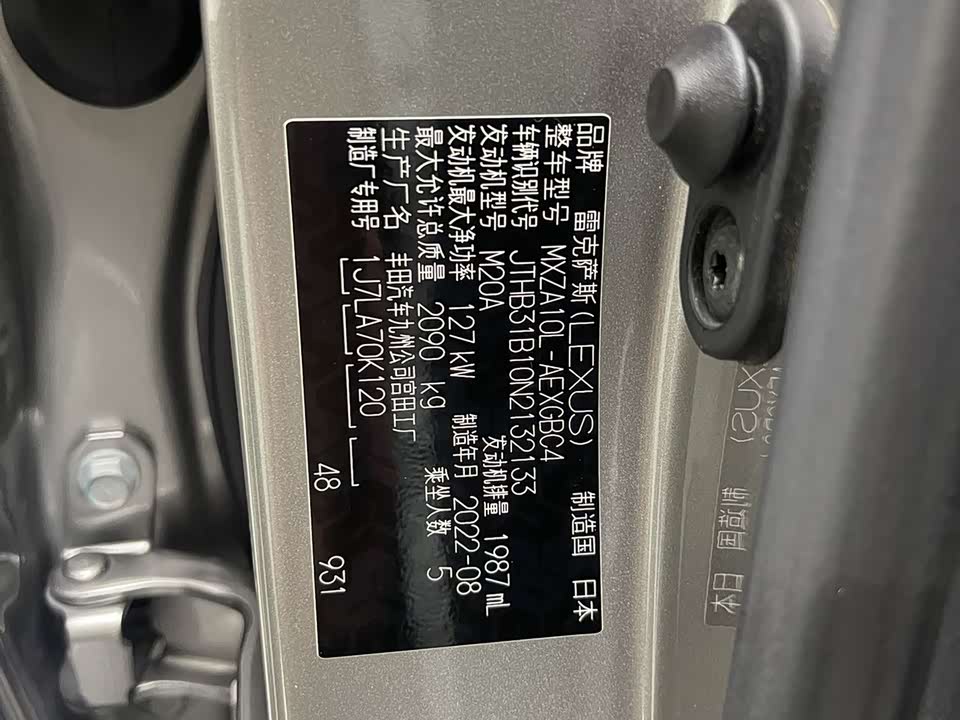 品牌 雷克萨斯(LEXUS) 制造国 日本
整车型号 MXZA10L-AEXGBC4
车辆识别代号 JTHB31B10N2132133
发动机型号 M20A 发动机排量 1987 mL
发动机最大净功率 127 kW 制造年月 2022-08
最大允许总质量 2090 kg 乘坐人数 5
生产厂名 丰田汽车九州公司宫田工厂
制造厂专用号 1J7LA70K120 48 931